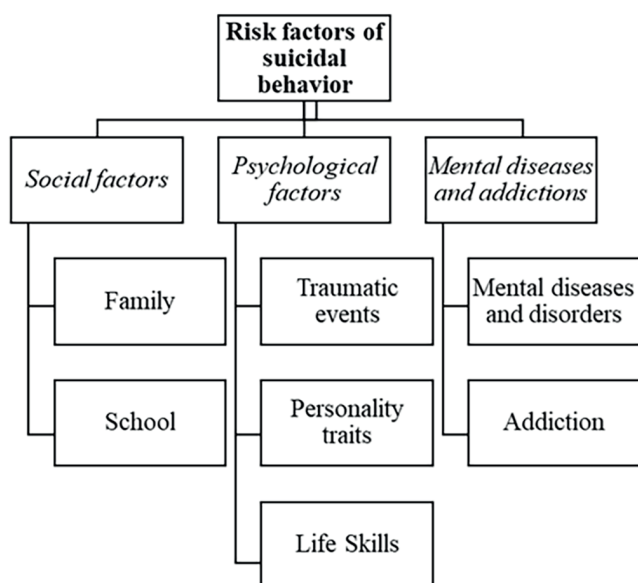 Risk factors of
suicidal
behavior
Social factors
Psychological
factors
Mental diseases
and addictions
Family
Traumatic
events
Mental diseases
and disorders
School
Personality
traits
Addiction
Life Skills